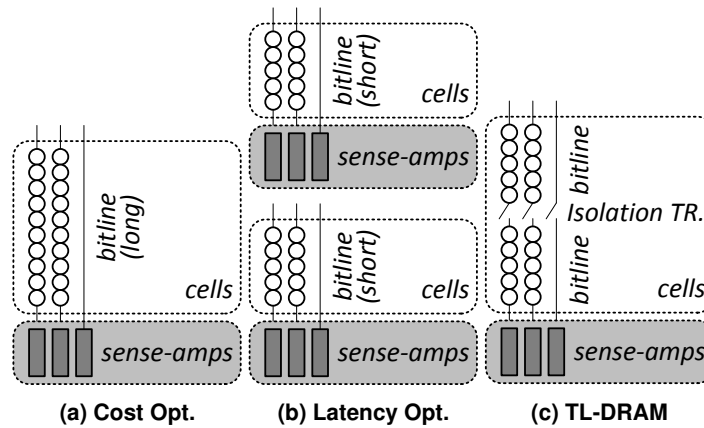 bitline
(long)
cells
sense-amps
(a) Cost Opt.
bitline
(short)
cells
sense-amps
bitline
(short)
cells
sense-amps
(b) Latency Opt.
bitline
Isolation TR.
bitline
cells
sense-amps
(c) TL-DRAM